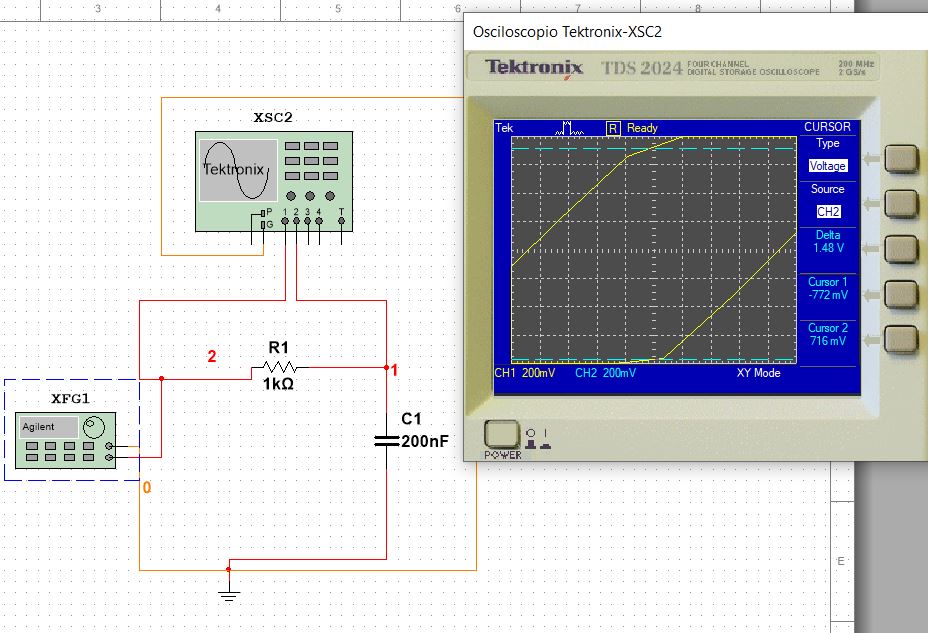 3
4
5
6
7
8
Osciloscopio Tektronix-XSC2
Tektronix TDS 2024 FOUR CHANNEL DIGITAL STORAGE OSCILLOSCOPE
200 MHz
2 GS/s
Tek R Ready CURSOR
Type
Voltage
Source
CH2
Delta
1.48 V
Cursor 1
-772 mV
Cursor 2
716 mV
CH1 200mV CH2 200mV XY Mode
POWER
XSC2
Tektronix
P
G
1 2 3 4 T
R1
2
1kΩ
1
XFG1
Agilent
C1
200nF
0
E